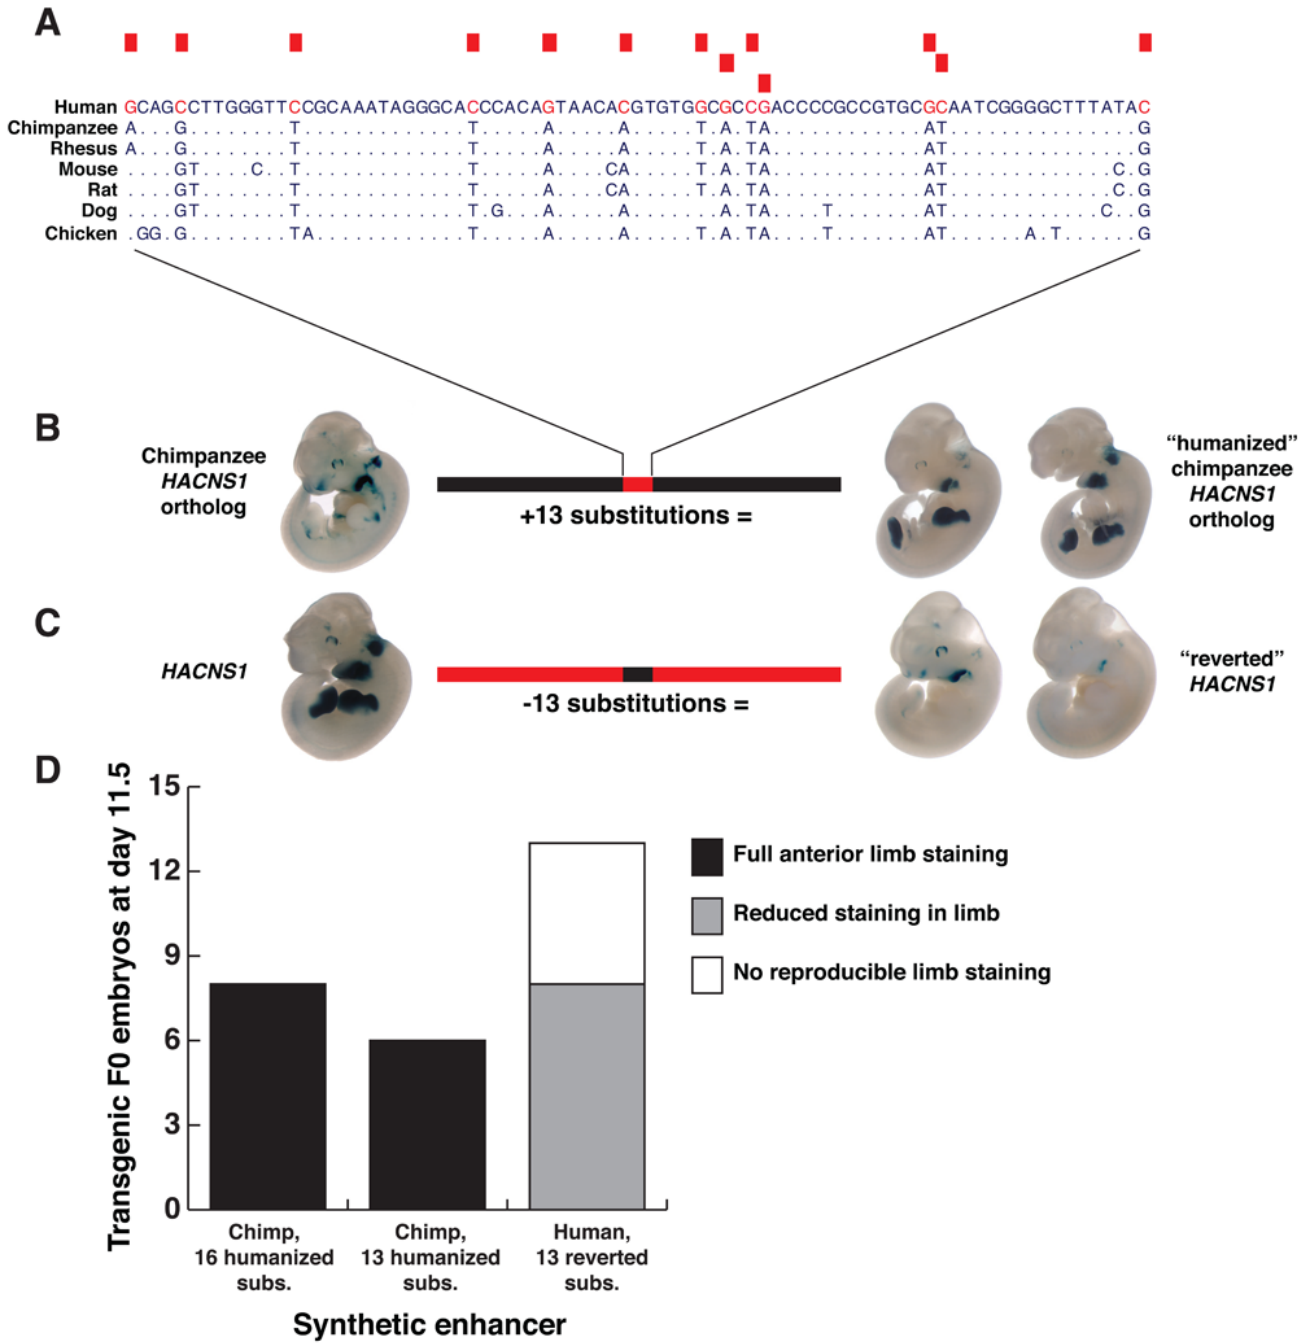 A
Human GCAGCCTTGGGTTCCGCAAATAGGGCACCCACAGTAACACGTGTGGCGCCGACCCCGCCGTGCGCAATCGGGGCTTTATAC
Chimpanzee A...G........T.............T.....A.....A.....T.A.TA............AT...............G
Rhesus A...G........T.............T.....A.....A.....T.A.TA............AT...............G
Mouse ....GT....C..T.............T.....A....CA.....T.A.TA............AT.............C.G
Rat ....GT.......T.............T.....A....CA.....T.A.TA............AT.............C.G
Dog ....GT.......T.............T.G...A.....A.......A.TA....T.......AT............C..G
Chicken .GG.G........TA............T.....A.....A.....T.A.TA....T.......AT......A.T......G
B
Chimpanzee
HACNS1
ortholog
+13 substitutions =
“humanized”
chimpanzee
HACNS1
ortholog
C
HACNS1
-13 substitutions =
“reverted”
HACNS1
D
Transgenic F0 embryos at day 11.5
15
12
9
6
3
0
Full anterior limb staining
Reduced staining in limb
No reproducible limb staining
Chimp,
16 humanized
subs.
Chimp,
13 humanized
subs.
Human,
13 reverted
subs.
Synthetic enhancer